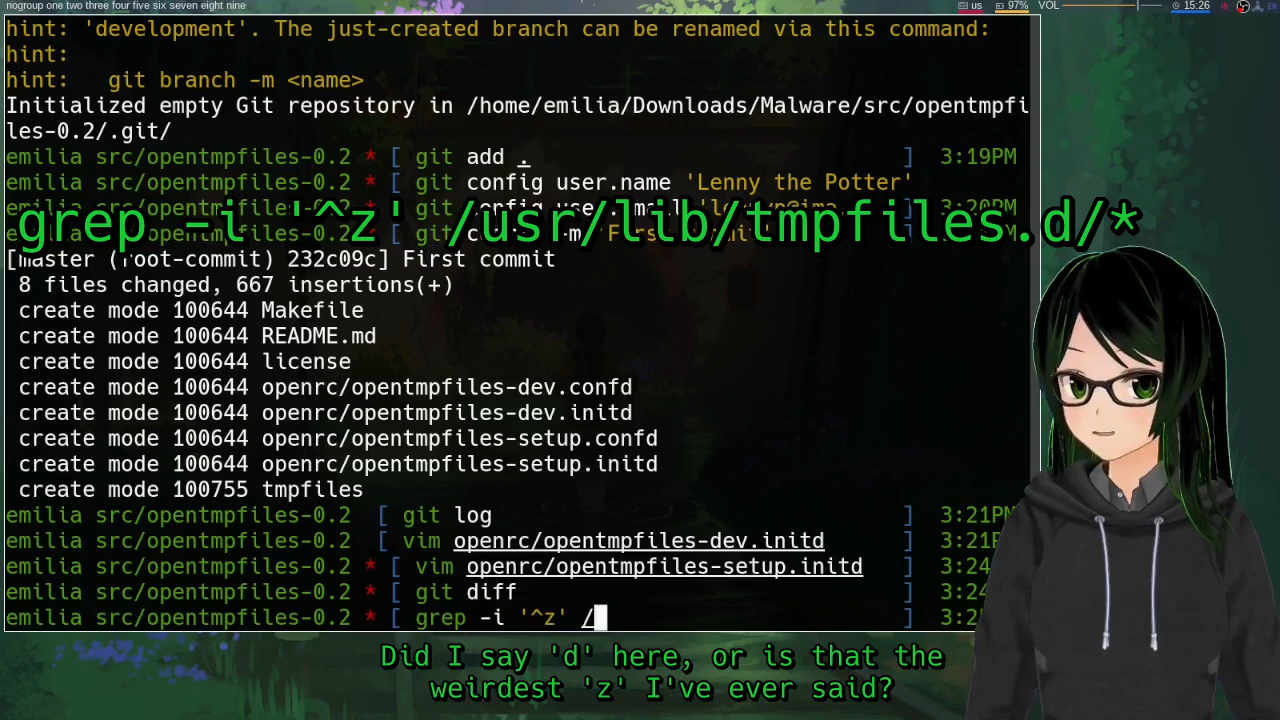 nogroup one two three four five six seven eight nine us 97% VOL 15:26
hint: 'development'. The just-created branch can be renamed via this command:
hint:
hint:   git branch -m <name>
Initialized empty Git repository in /home/emilia/Downloads/Malware/src/opentmpfi
les-0.2/.git/
emilia src/opentmpfiles-0.2 * [ git add . ] 3:19PM
emilia src/opentmpfiles-0.2 * [ git config user.name 'Lenny the Potter'
grep -i '^z' /usr/lib/tmpfiles.d/*
[master (root-commit) 232c09c] First commit
 8 files changed, 667 insertions(+)
 create mode 100644 Makefile
 create mode 100644 README.md
 create mode 100644 license
 create mode 100644 openrc/opentmpfiles-dev.confd
 create mode 100644 openrc/opentmpfiles-dev.initd
 create mode 100644 openrc/opentmpfiles-setup.confd
 create mode 100644 openrc/opentmpfiles-setup.initd
 create mode 100755 tmpfiles
emilia src/opentmpfiles-0.2  [ git log ] 3:21PM
emilia src/opentmpfiles-0.2  [ vim openrc/opentmpfiles-dev.initd ] 3:21
emilia src/opentmpfiles-0.2 * [ vim openrc/opentmpfiles-setup.initd ] 3:24
emilia src/opentmpfiles-0.2 * [ git diff ] 3:24
emilia src/opentmpfiles-0.2 * [ grep -i '^z' / ] 3:2
Did I say 'd' here, or is that the
weirdest 'z' I've ever said?